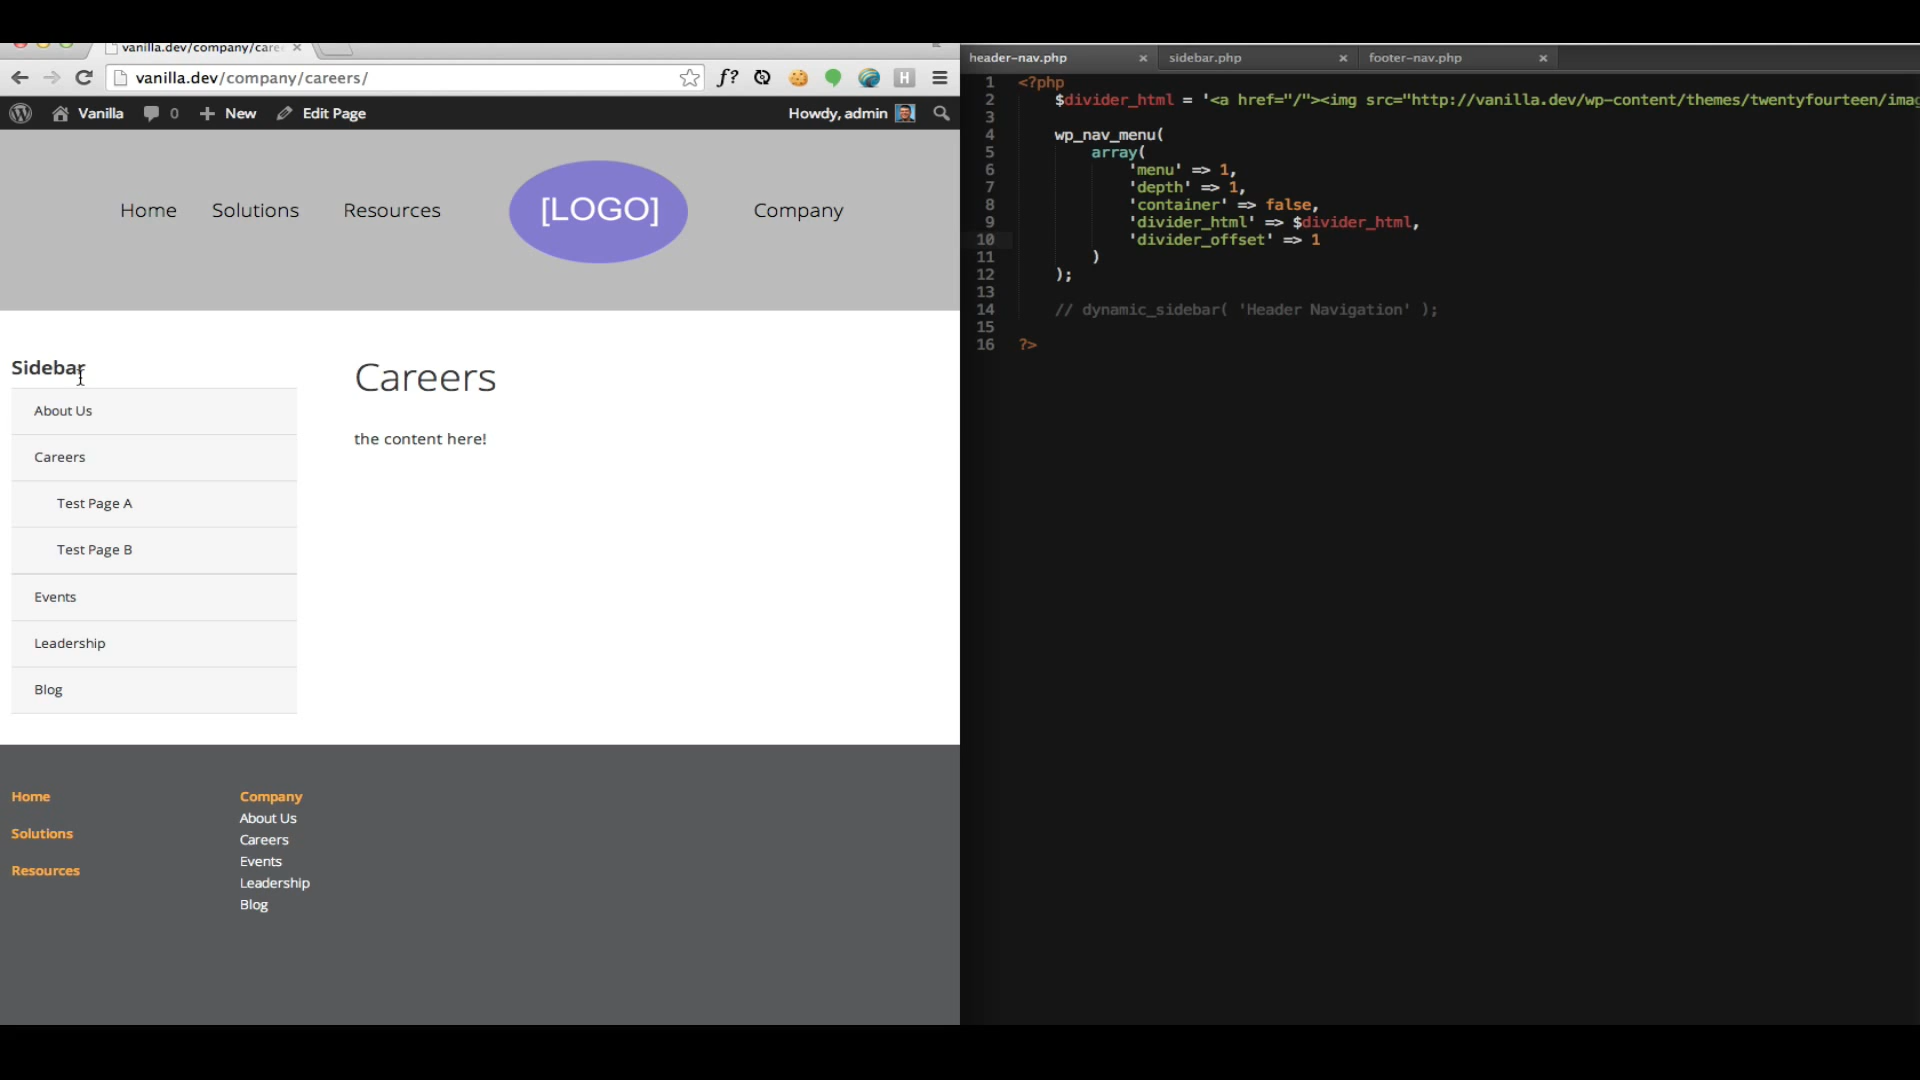 vanilla.dev/company/care
vanilla.dev/company/careers/
f?
H
Vanilla
0
New
Edit Page
Howdy, admin
Home
Solutions
Resources
[LOGO]
Company
Sidebar
About Us
Careers
Test Page A
Test Page B
Events
Leadership
Blog
Careers
the content here!
Home
Solutions
Resources
Company
About Us
Careers
Events
Leadership
Blog
header-nav.php
sidebar.php
footer-nav.php
1 <?php
2 $divider_html = '<a href="/"><img src="http://vanilla.dev/wp-content/themes/twentyfourteen/imag
3
4 wp_nav_menu(
5 array(
6 'menu' => 1,
7 'depth' => 1,
8 'container' => false,
9 'divider_html' => $divider_html,
10 'divider_offset' => 1
11 )
12 );
13
14 // dynamic_sidebar( 'Header Navigation' );
15
16 ?>